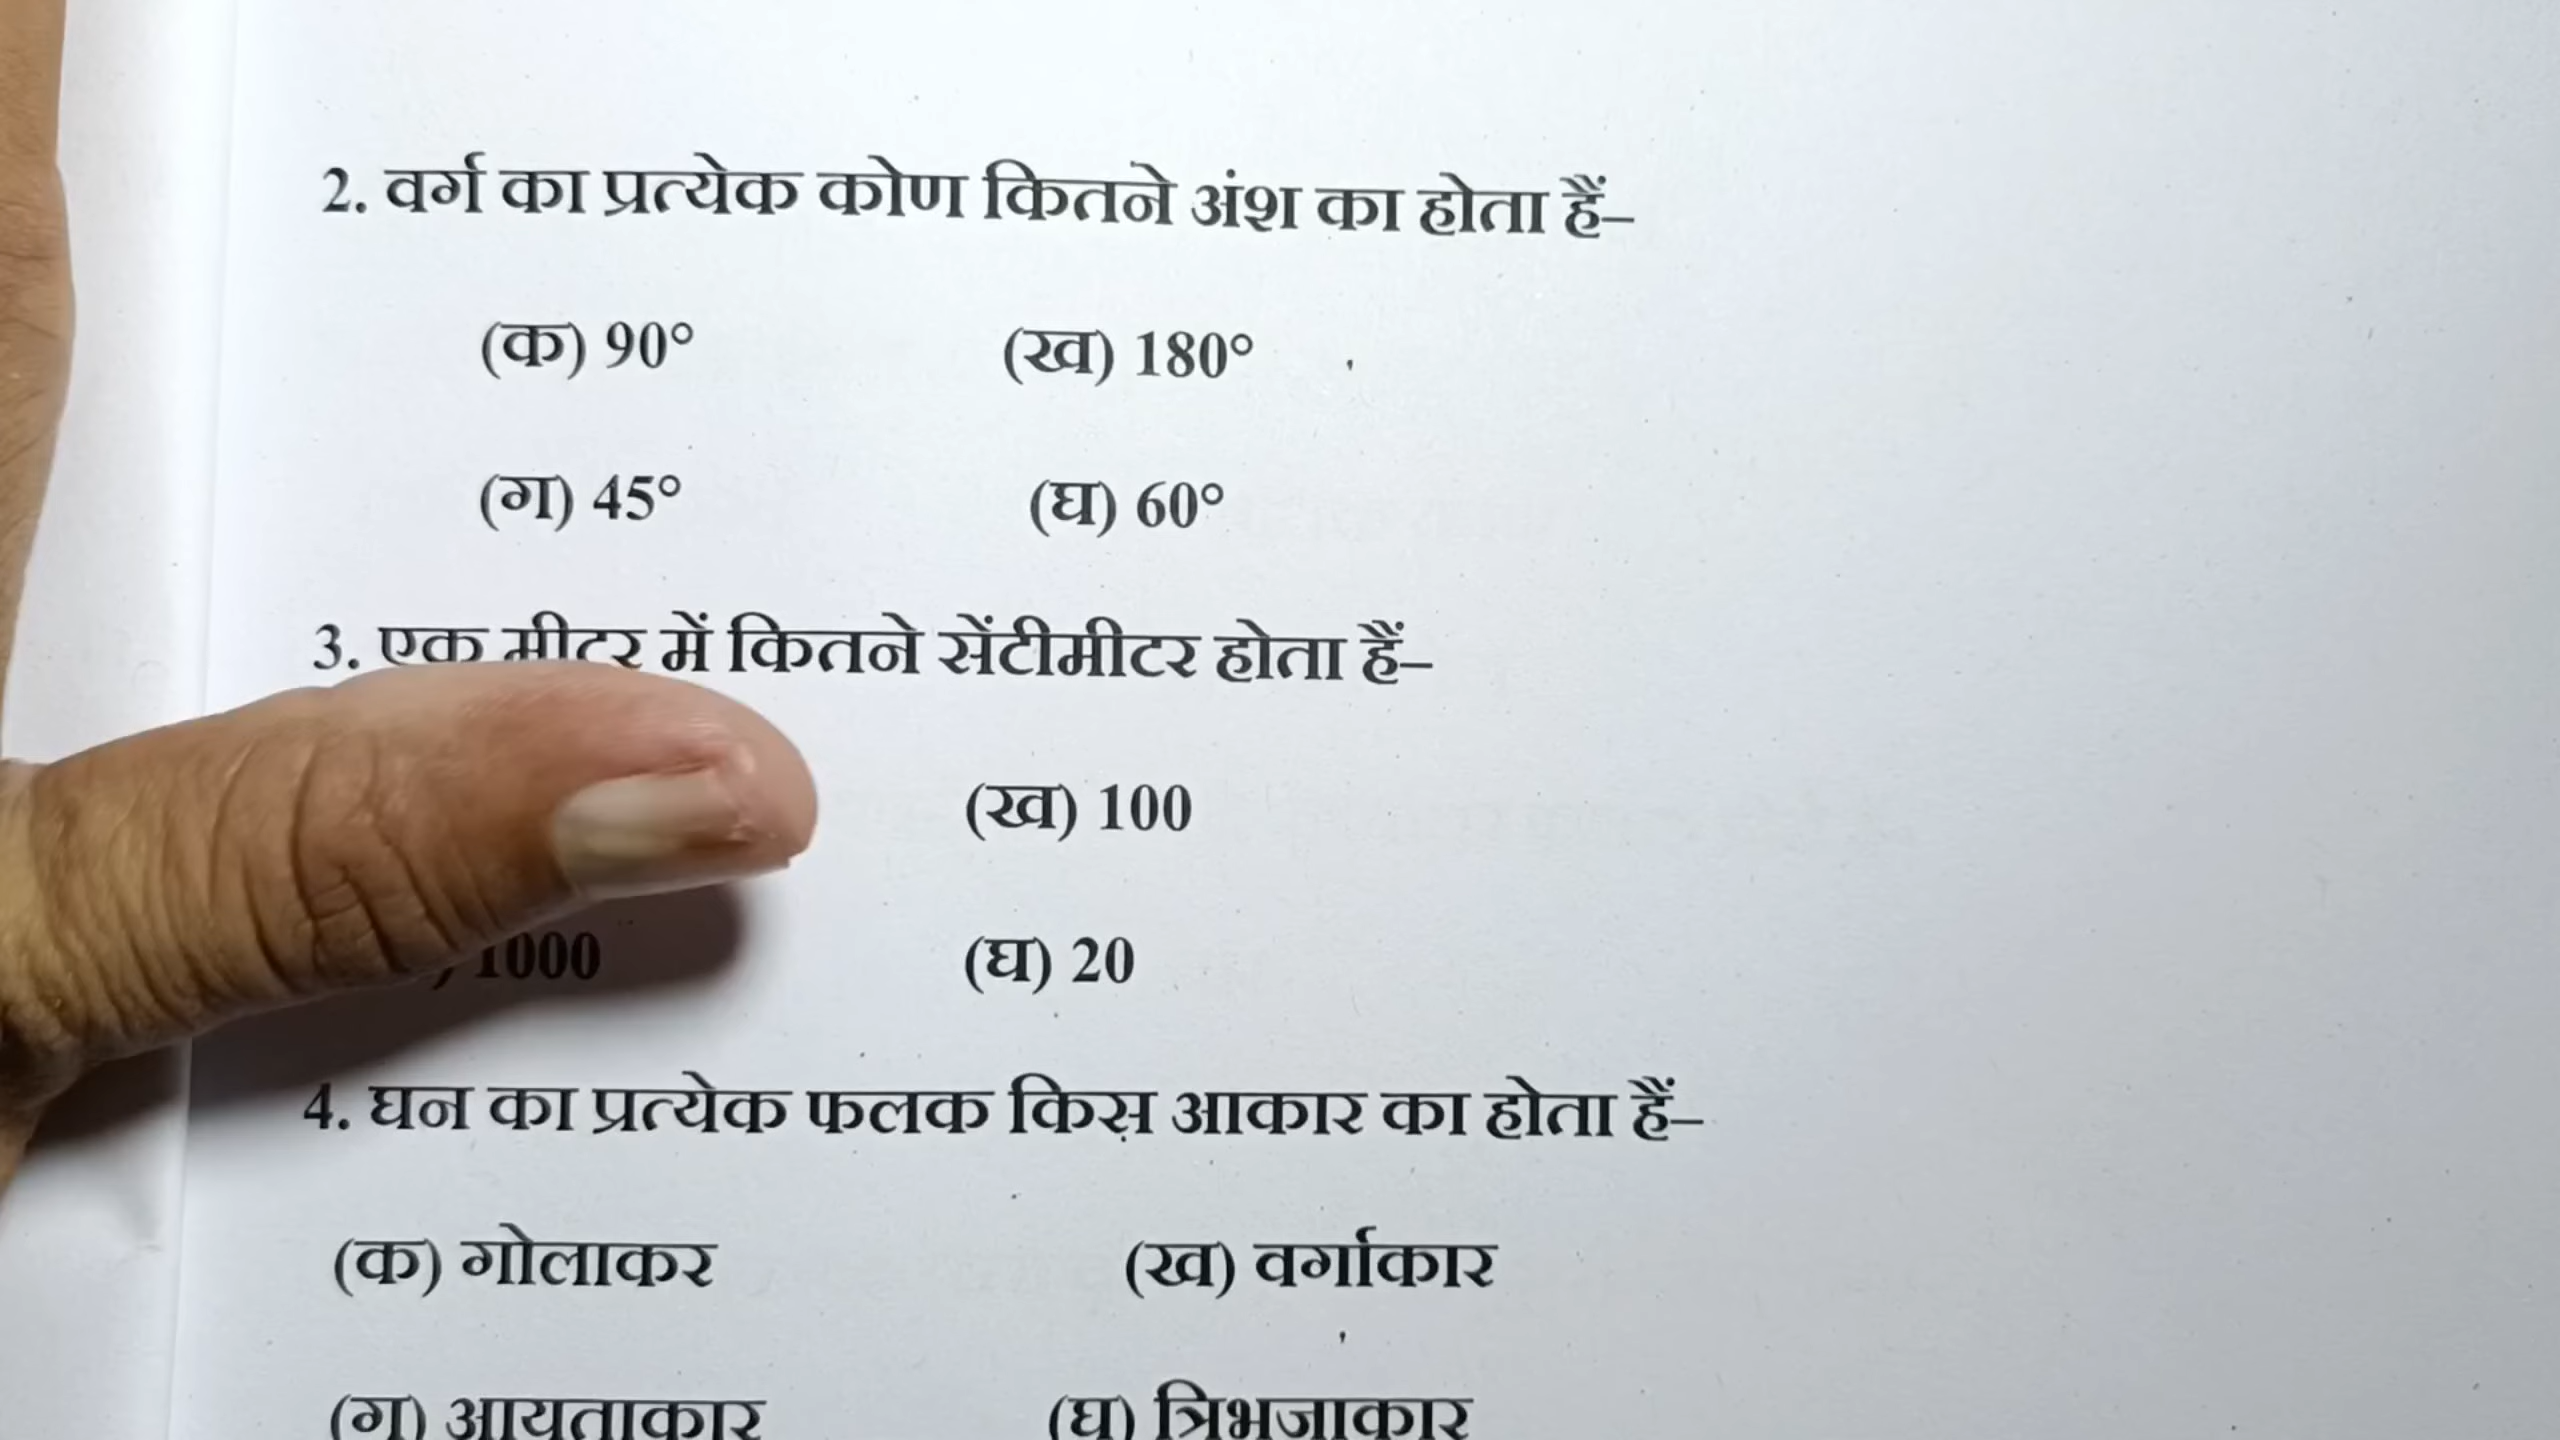 2. वर्ग का प्रत्येक कोण कितने अंश का होता हैं–
(क) 90° (ख) 180°
(ग) 45° (घ) 60°
3. एक मीटर में कितने सेंटीमीटर होता हैं–
(ख) 100
) 1000 (घ) 20
4. घन का प्रत्येक फलक किस आकार का होता हैं–
(क) गोलाकर (ख) वर्गाकार
(ग) आयताकार (घ) त्रिभजाकार